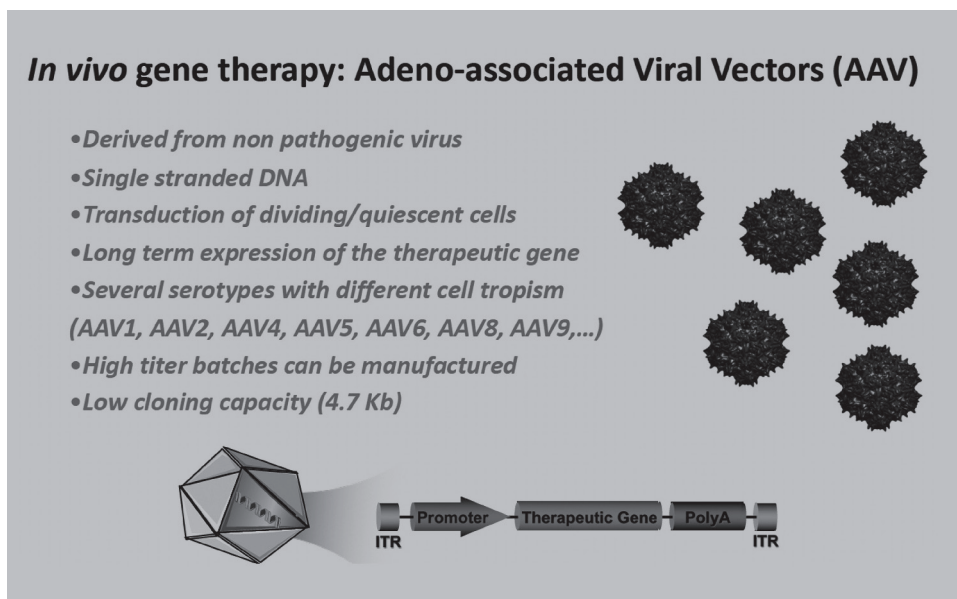 In vivo gene therapy: Adeno-associated Viral Vectors (AAV)
•Derived from non pathogenic virus
•Single stranded DNA
•Transduction of dividing/quiescent cells
•Long term expression of the therapeutic gene
•Several serotypes with different cell tropism
(AAV1, AAV2, AAV4, AAV5, AAV6, AAV8, AAV9,...)
•High titer batches can be manufactured
•Low cloning capacity (4.7 Kb)
Promoter Therapeutic Gene PolyA
ITR ITR